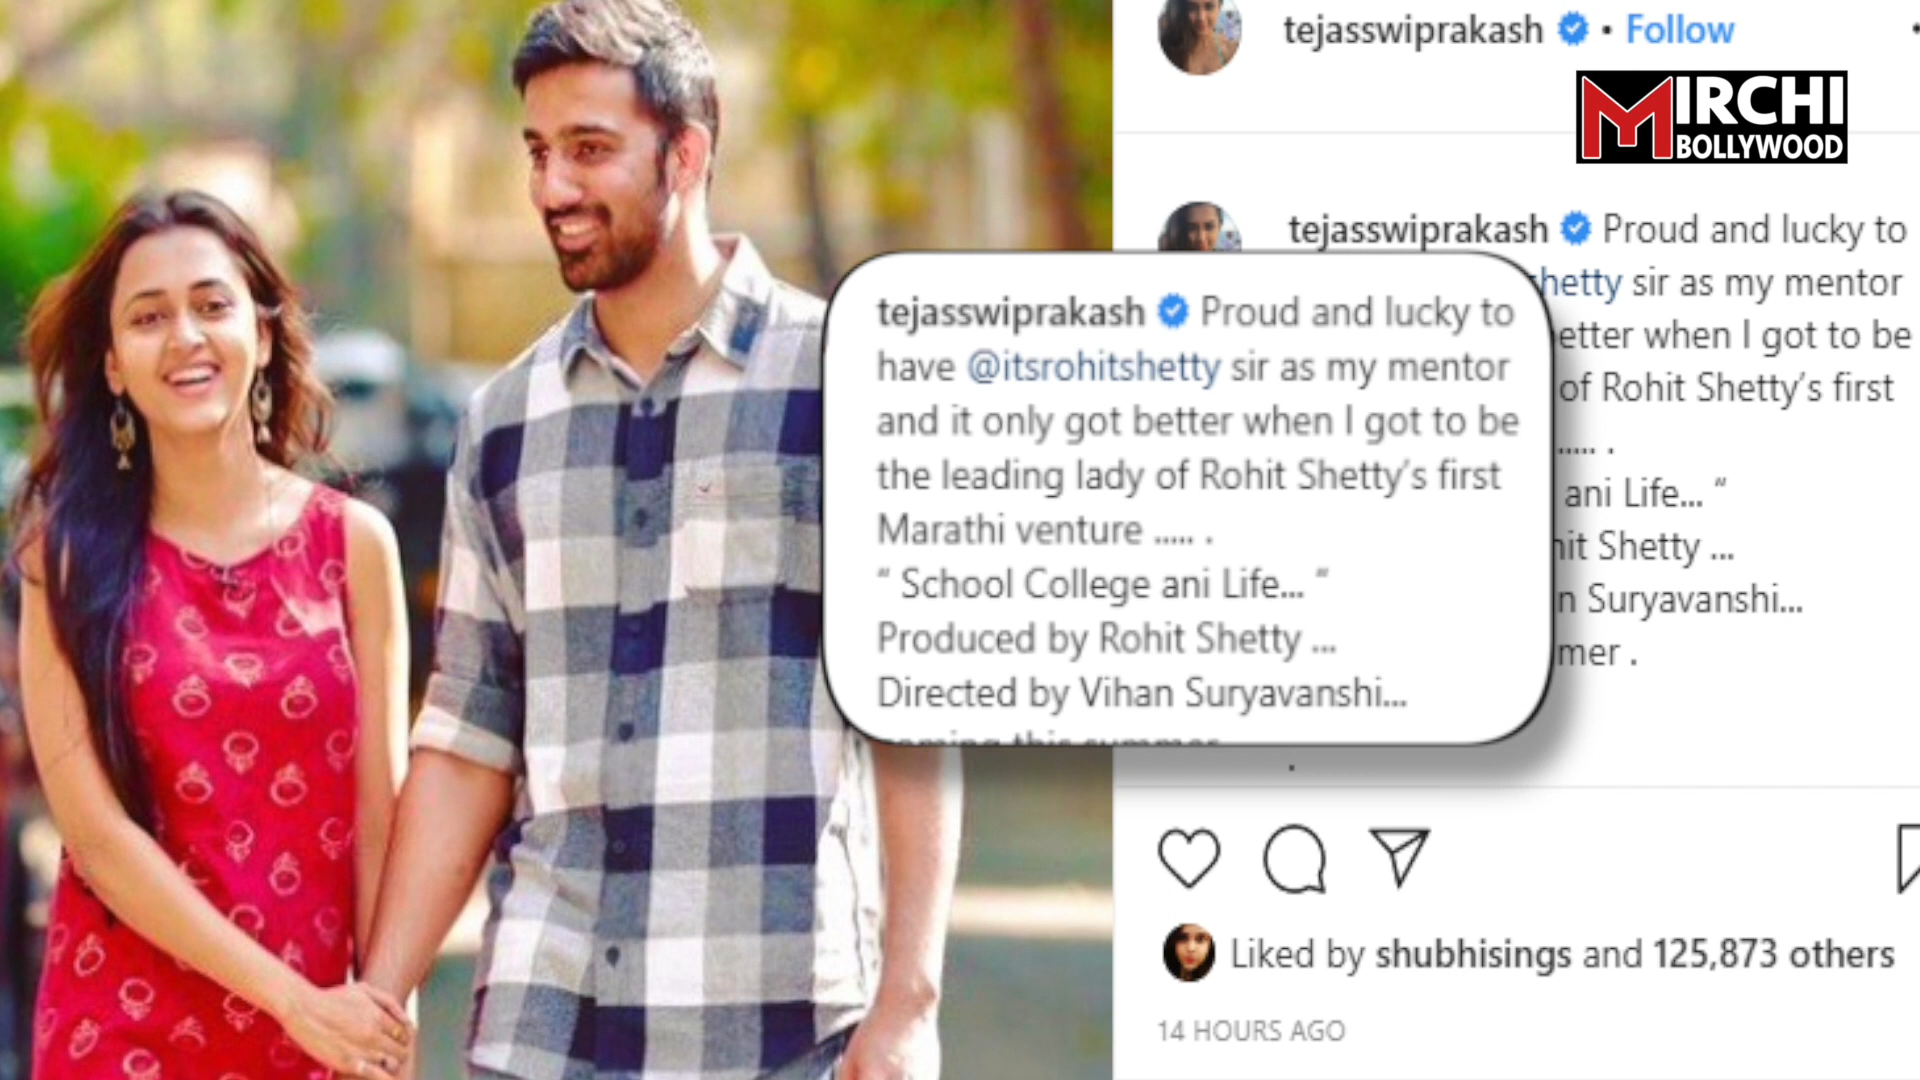 tejasswiprakash • Follow
MIRCHI
BOLLYWOOD
tejasswiprakash Proud and lucky to
shetty sir as my mentor
etter when I got to be
of Rohit Shetty’s first
..... .
ani Life... “
hit Shetty ...
n Suryavanshi...
mer .
.
tejasswiprakash Proud and lucky to
have @itsrohitshetty sir as my mentor
and it only got better when I got to be
the leading lady of Rohit Shetty’s first
Marathi venture ..... .
“ School College ani Life... “
Produced by Rohit Shetty ...
Directed by Vihan Suryavanshi...
coming this summer
Liked by shubhisings and 125,873 others
14 HOURS AGO